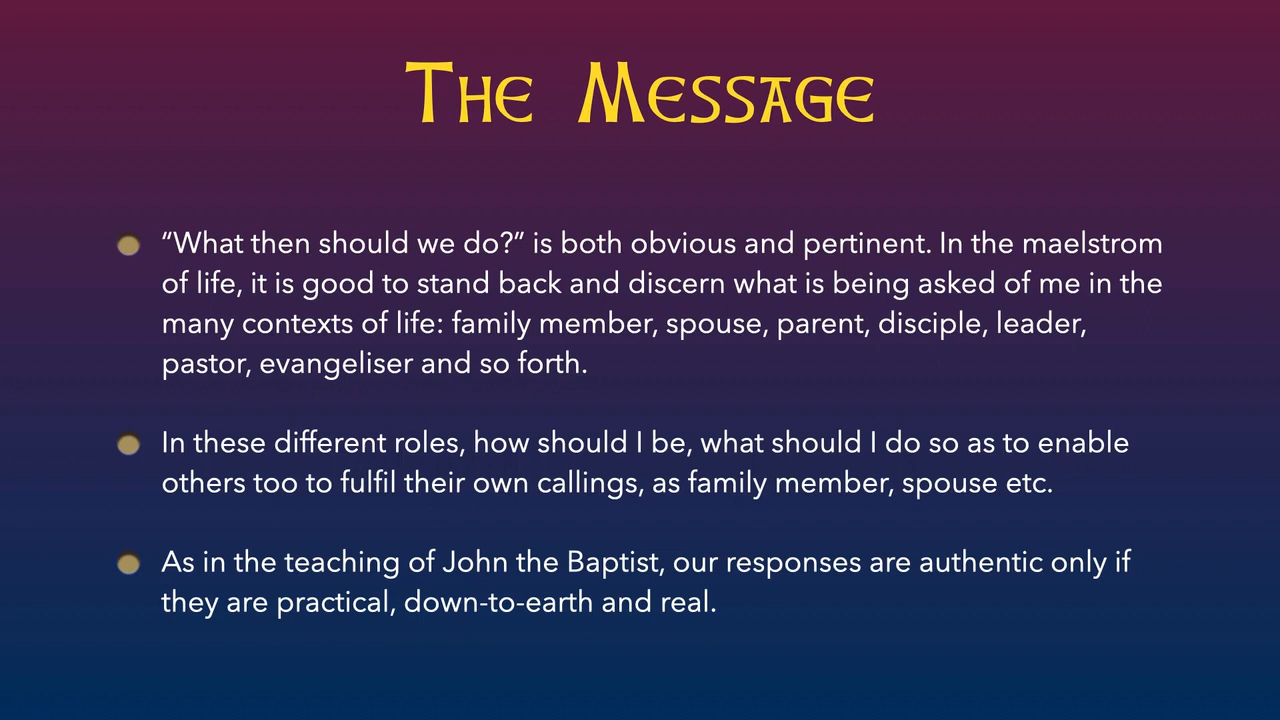 The Message
“What then should we do?” is both obvious and pertinent. In the maelstrom
of life, it is good to stand back and discern what is being asked of me in the
many contexts of life: family member, spouse, parent, disciple, leader,
pastor, evangeliser and so forth.
In these different roles, how should I be, what should I do so as to enable
others too to fulfil their own callings, as family member, spouse etc.
As in the teaching of John the Baptist, our responses are authentic only if
they are practical, down-to-earth and real.